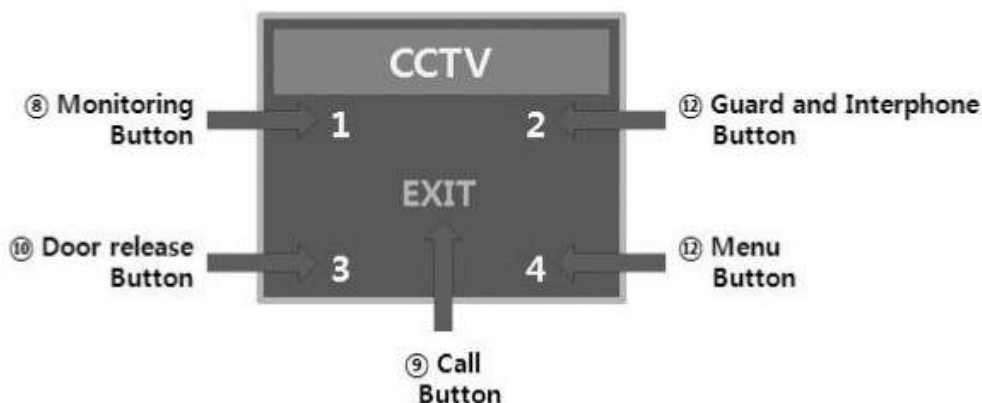 CCTV
⑧ Monitoring
Button
1
2
⑫ Guard and Interphone
Button
EXIT
⑩ Door release
Button
3
4
⑫ Menu
Button
⑨ Call
Button